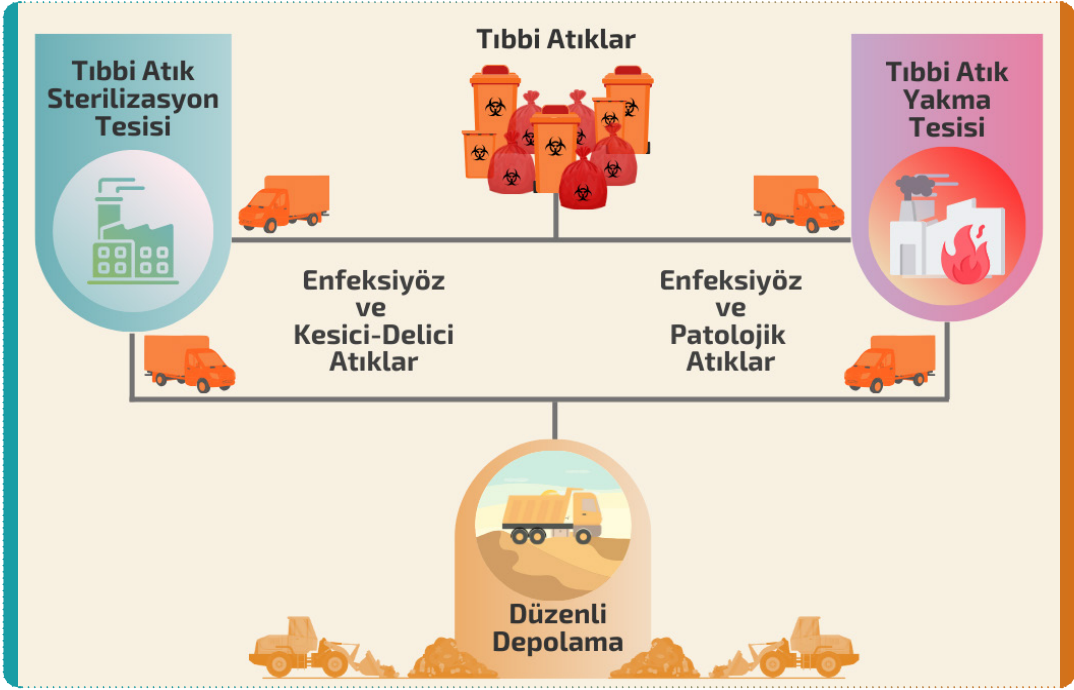 Tıbbi Atıklar
Tıbbi Atık
Sterilizasyon
Tesisi
Tıbbi Atık
Yakma
Tesisi
Enfeksiyöz
ve
Kesici-Delici
Atıklar
Enfeksiyöz
ve
Patolojik
Atıklar
Düzenli
Depolama